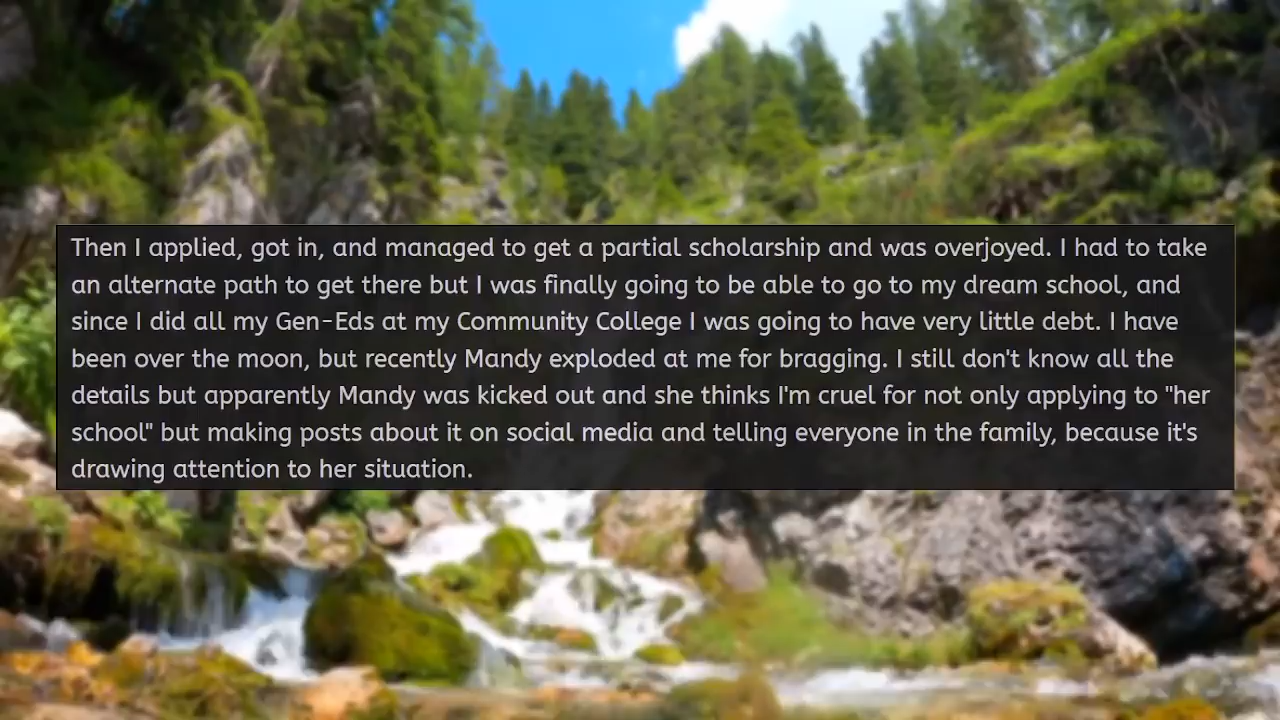 Then I applied, got in, and managed to get a partial scholarship and was overjoyed. I had to take
an alternate path to get there but I was finally going to be able to go to my dream school, and
since I did all my Gen-Eds at my Community College I was going to have very little debt. I have
been over the moon, but recently Mandy exploded at me for bragging. I still don't know all the
details but apparently Mandy was kicked out and she thinks I'm cruel for not only applying to "her
school" but making posts about it on social media and telling everyone in the family, because it's
drawing attention to her situation.